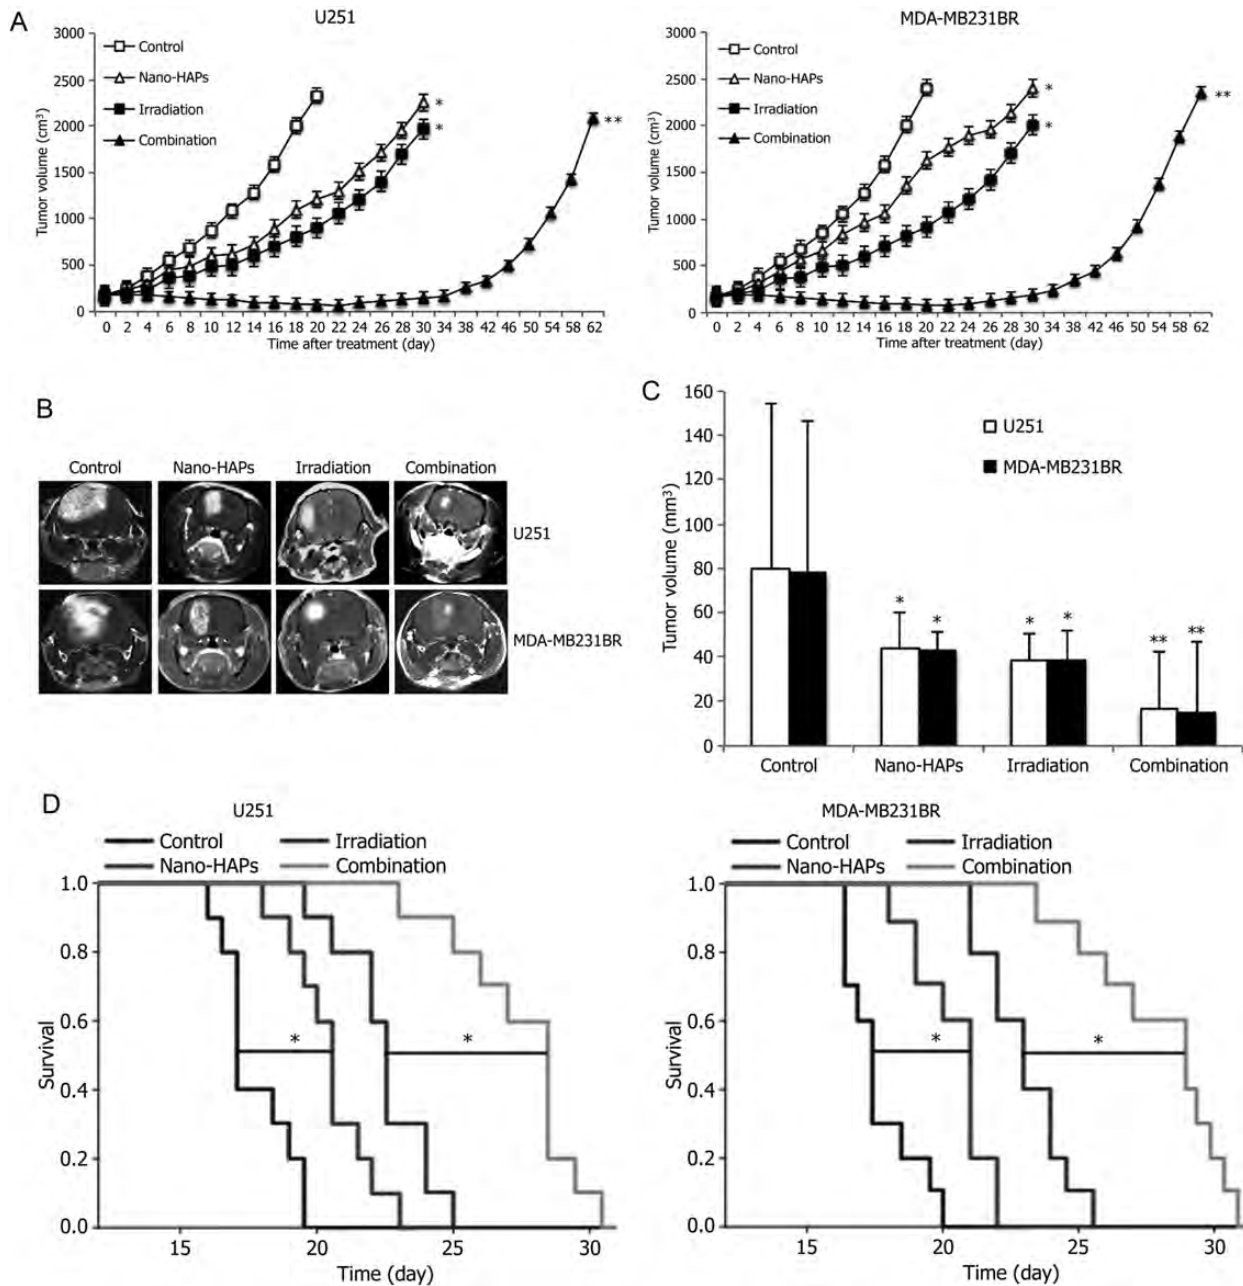 A
U251
3000
2500
2000
1500
1000
500
0
Tumor volume (cm³)
Control
Nano-HAPs
Irradiation
Combination
*
*
**
0 2 4 6 8 10 12 14 16 18 20 22 24 26 28 30 34 38 42 46 50 54 58 62
Time after treatment (day)
MDA-MB231BR
3000
2500
2000
1500
1000
500
0
Tumor volume (cm³)
Control
Nano-HAPs
Irradiation
Combination
*
*
**
0 2 4 6 8 10 12 14 16 18 20 22 24 26 28 30 34 38 42 46 50 54 58 62
Time after treatment (day)
B
Control Nano-HAPs Irradiation Combination
U251
MDA-MB231BR
C
160
140
120
100
80
60
40
20
0
Tumor volume (mm³)
U251
MDA-MB231BR
* * * * ** **
Control Nano-HAPs Irradiation Combination
D
U251
Control Irradiation
Nano-HAPs Combination
1.0
0.8
0.6
0.4
0.2
0.0
Survival
* *
15 20 25 30
Time (day)
MDA-MB231BR
Control Irradiation
Nano-HAPs Combination
1.0
0.8
0.6
0.4
0.2
0.0
Survival
* *
15 20 25 30
Time (day)